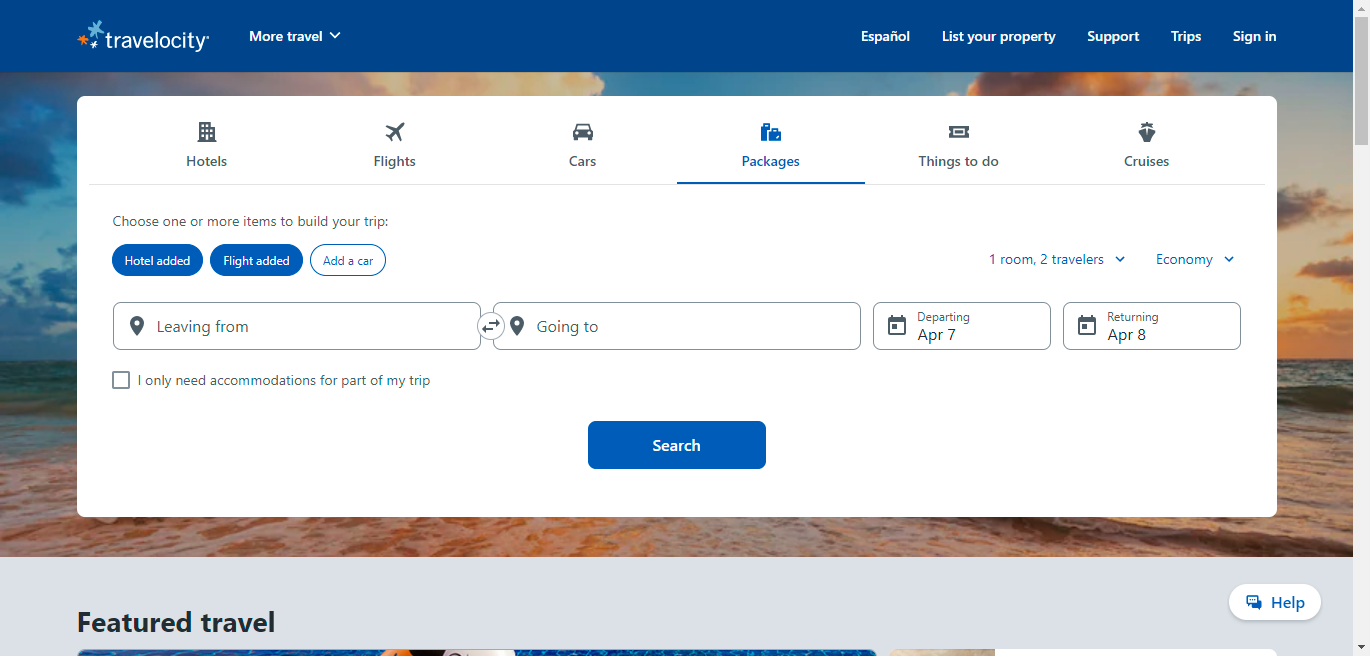 travelocity
More travel
Español
List your property
Support
Trips
Sign in
Hotels
Flights
Cars
Packages
Things to do
Cruises
Choose one or more items to build your trip:
Hotel added
Flight added
Add a car
1 room, 2 travelers
Economy
Leaving from
Going to
Departing
Apr 7
Returning
Apr 8
I only need accommodations for part of my trip
Search
Help
Featured travel